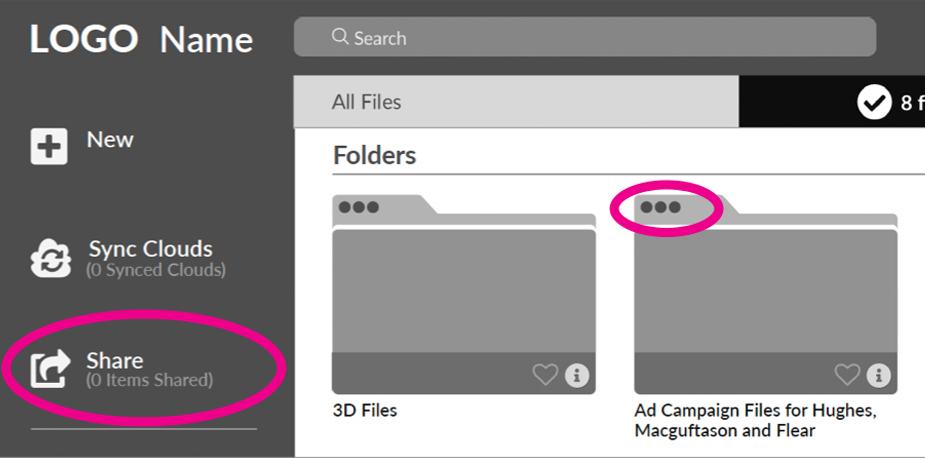 LOGO Name
Search
All Files
8 f
New
Folders
Sync Clouds
(0 Synced Clouds)
Share
(0 Items Shared)
3D Files
Ad Campaign Files for Hughes,
Macguftason and Flear